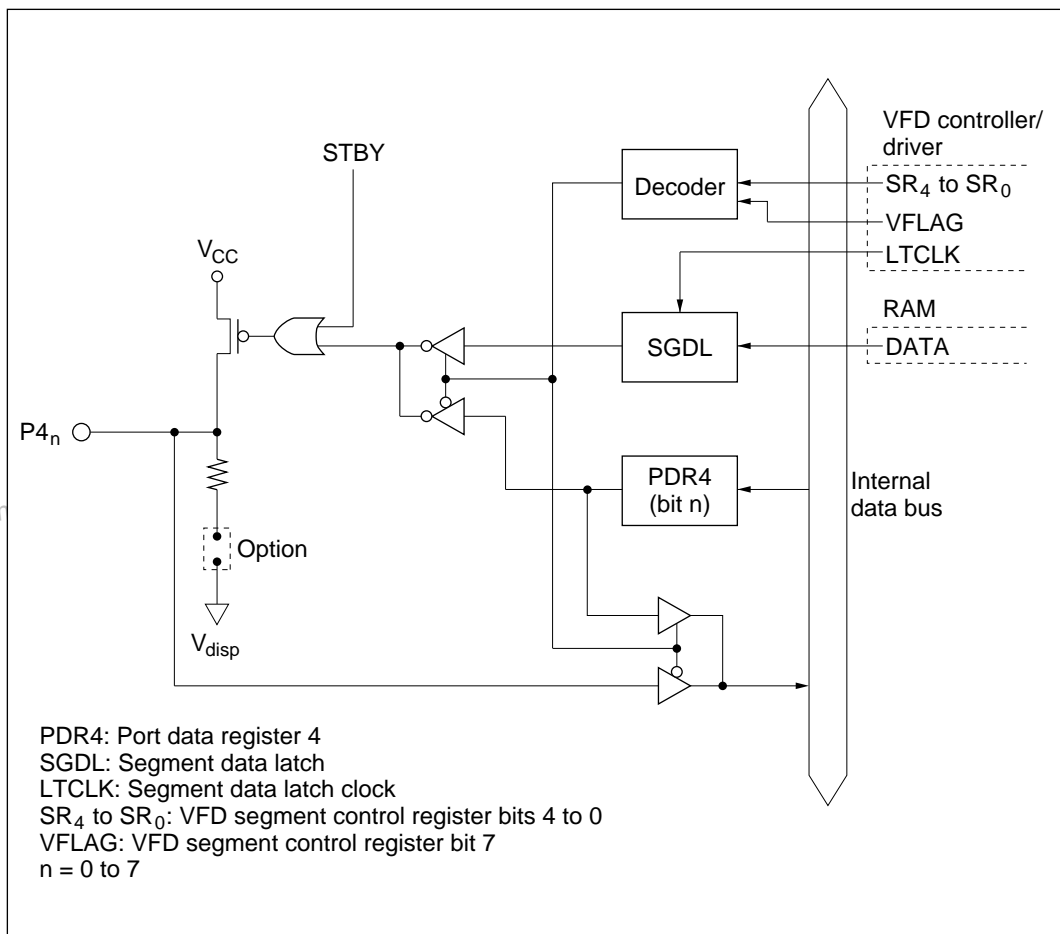 VFD controller/
driver
STBY
Decoder
SR4 to SR0
VFLAG
LTCLK
VCC
RAM
SGDL
DATA
P4n
PDR4
(bit n)
Internal
data bus
Option
Vdisp
PDR4: Port data register 4
SGDL: Segment data latch
LTCLK: Segment data latch clock
SR4 to SR0: VFD segment control register bits 4 to 0
VFLAG: VFD segment control register bit 7
n = 0 to 7